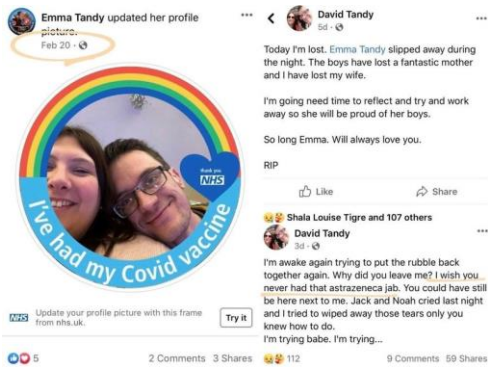 Emma Tandy updated her profile
picture.
Feb 20 ·
I've had my Covid vaccine
thank you
NHS
NHS
Update your profile picture with this frame
from nhs.uk.
Try it
5
2 Comments 3 Shares
David Tandy
5d ·
Today I'm lost. Emma Tandy slipped away during
the night. The boys have lost a fantastic mother
and I have lost my wife.
I'm going need time to reflect and try and work
away so she will be proud of her boys.
So long Emma. Will always love you.
RIP
Like
Share
Shala Louise Tigre and 107 others
David Tandy
3d ·
I'm awake again trying to put the rubble back
together again. Why did you leave me? I wish you
never had that astrazeneca jab. You could have still
be here next to me. Jack and Noah cried last night
and I tried to wiped away those tears only you
knew how to do.
I'm trying babe. I'm trying...
112
9 Comments 59 Shares